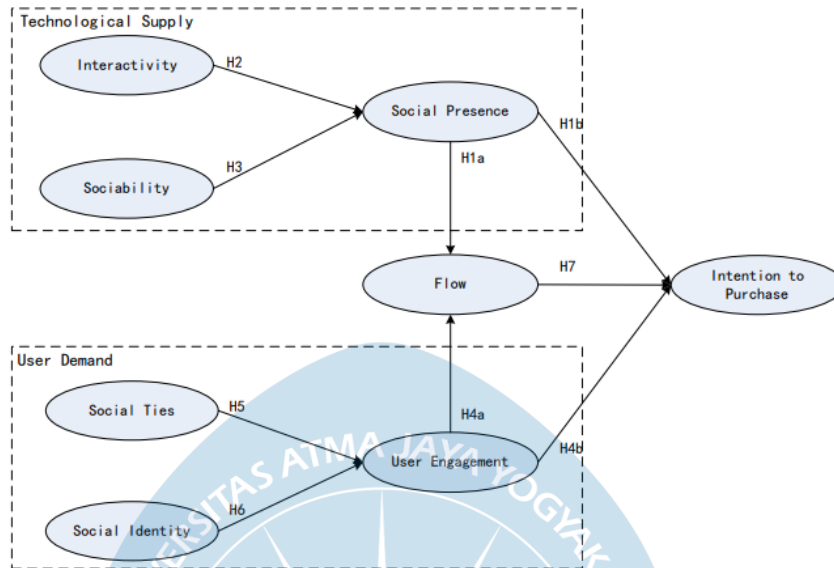 Technological Supply
Interactivity
H2
Social Presence
H1b
H3
H1a
Sociability
Flow
H7
Intention to
Purchase
User Demand
Social Ties
H5
H4a
User Engagement
H4b
H6
Social Identity
ERSITAS ATMA JAYA YOGYAK